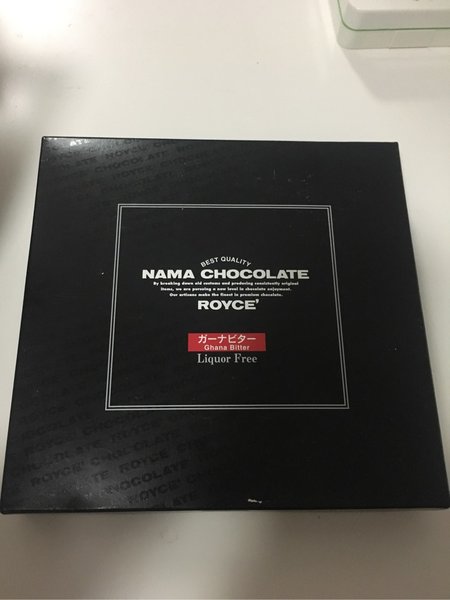 BEST QUALITY
NAMA CHOCOLATE
By breaking down old customs and producing consistently original
items, we are pursuing a new level in chocolate enjoyment.
Our artisans make the finest in premium chocolate.
ROYCE'
ガーナビター
Ghana Bitter
Liquor Free